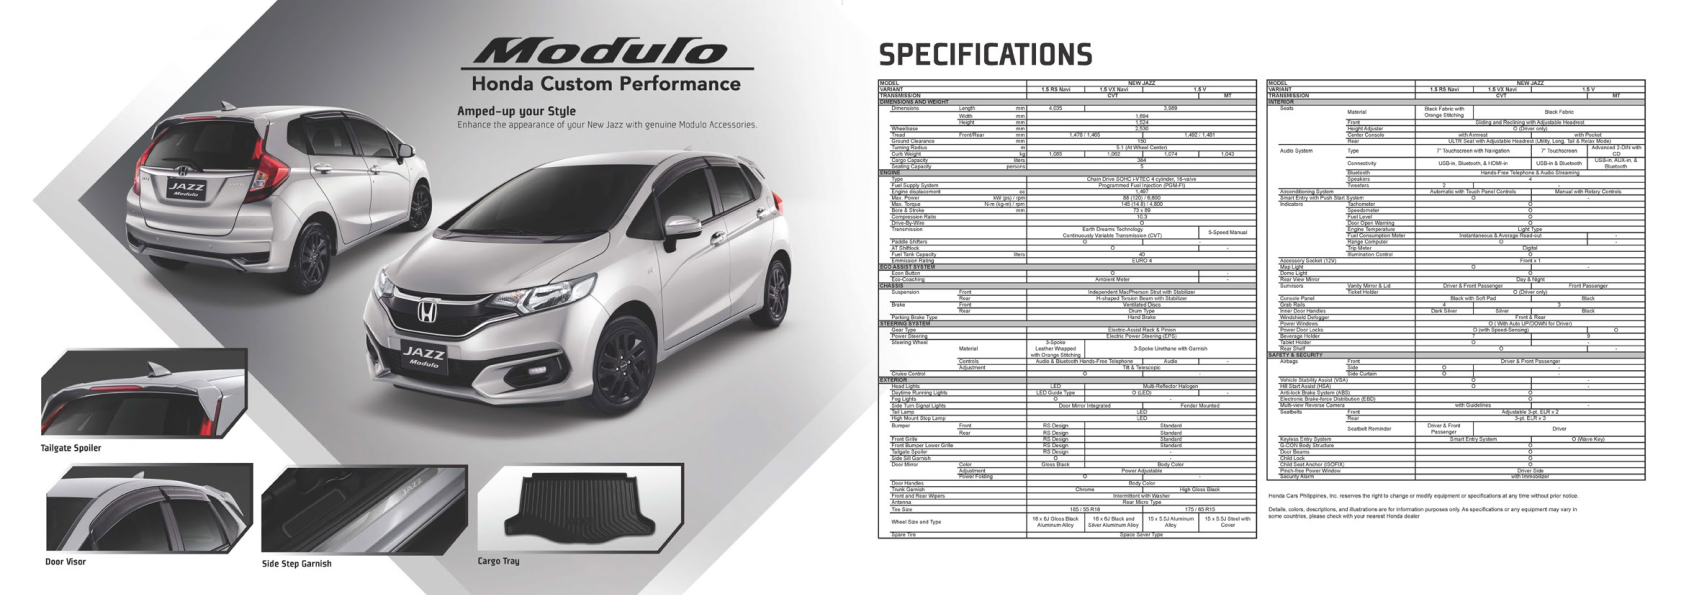 Modulo
Honda Custom Performance
Amped-up your Style
Enhance the appearance of your New Jazz with genuine Modulo Accessories.
JAZZ
Modulo
JAZZ
Modulo
Tailgate Spoiler
Door Visor
Side Step Garnish
Cargo Tray
SPECIFICATIONS
MODEL NEW JAZZ
VARIANT 1.5 RS Navi 1.5 VX Navi 1.5 V
TRANSMISSION CVT MT
DIMENSIONS AND WEIGHT
Dimensions Length mm 4,035 3,989
Width mm 1,694
Height mm 1,524
Wheelbase mm 2,530
Tread Front/Rear mm 1,476 / 1,465 1,492 / 1,481
Ground Clearance mm 150
Turning Radius m 5.1 (At Wheel Center)
Curb Weight kg 1,085 1,062 1,074 1,043
Cargo Capacity liters 364
Seating Capacity persons 5
ENGINE
Type Chain Drive SOHC i-VTEC 4 cylinder, 16-valve
Fuel Supply System Programmed Fuel Injection (PGM-FI)
Engine displacement cc 1,497
Max. Power kW (ps) / rpm 88 (120) / 6,600
Max. Torque N-m (kg-m) / rpm 145 (14.8) / 4,800
Bore & Stroke mm 73 x 89
Compression Ratio 10.3
Drive-By-Wire O
Transmission Earth Dreams Technology
Continuously Variable Transmission (CVT) 5-Speed Manual
Paddle Shifters O -
AT Shiftlock O -
Fuel Tank Capacity liters 40
Emmission Rating EURO 4
ECO ASSIST SYSTEM
Econ Button O -
Eco-Coaching Ambient Meter -
CHASSIS
Suspension Front Independent MacPherson Strut with Stabilizer
Rear H-shaped Torsion Beam with Stabilizer
Brake Front Ventilated Discs
Rear Drum Type
Parking Brake Type Hand Brake
STEERING SYSTEM
Gear Type Electric-Assist Rack & Pinion
Power Steering Electric Power Steering (EPS)
Steering Wheel Material 3-Spoke
Leather Wrapped
with Orange Stitching 3-Spoke Urethane with Garnish
Controls Audio & Bluetooth Hands-Free Telephone Audio -
Adjustment Tilt & Telescopic
Cruise Control O -
EXTERIOR
Head Lights LED Multi-Reflector Halogen
Daytime Running Lights LED Guide Type O (LED) -
Fog Lights O -
Side Turn Signal Lights Door Mirror Integrated Fender Mounted
Tail Lamp LED
High Mount Stop Lamp LED
Bumper Front RS Design Standard
Rear RS Design Standard
Front Grille RS Design Standard
Front Bumper Lower Grille RS Design Standard
Tailgate Spoiler RS Design -
Side Sill Garnish O -
Door Mirror Color Gloss Black Body Color
Adjustment Power Adjustable
Power Folding O -
Door Handles Body Color
Trunk Garnish Chrome High Gloss Black
Front and Rear Wipers Intermittent with Washer
Antenna Rear Micro Type
Tire Size 185 / 55 R16 175 / 65 R15
Wheel Size and Type 16 x 6J Gloss Black
Aluminum Alloy 16 x 6J Black and
Silver Aluminum Alloy 15 x 5.5J Aluminum
Alloy 15 x 5.5J Steel with
Cover
Spare Tire Space Saver Type
MODEL NEW JAZZ
VARIANT 1.5 RS Navi 1.5 VX Navi 1.5 V
TRANSMISSION CVT MT
INTERIOR
Seats Material Black Fabric with
Orange Stitching Black Fabric
Front Sliding and Reclining with Adjustable Headrest
Height Adjuster O (Driver only)
Center Console with Armrest with Pocket
Rear ULTR Seat with Adjustable Headrest (Utility, Long, Tall & Relax Mode)
Audio System Type 7" Touchscreen with Navigation 7" Touchscreen Advanced 2-DIN with
CD
Connectivity USB-in, Bluetooth, & HDMI-in USB-in & Bluetooth USB-in, AUX-in, &
Bluetooth
Bluetooth Hands-Free Telephone & Audio Streaming
Speakers 4
Tweeters 2 -
Airconditioning System Automatic with Touch Panel Controls Manual with Rotary Controls
Smart Entry with Push Start System O -
Indicators Tachometer O
Speedometer O
Fuel Level O
Door Open Warning O
Engine Temperature Light Type
Fuel Consumption Meter Instantaneous & Average Read-out -
Range Computer O -
Trip Meter Digital
Illumination Control O
Accessory Socket (12V) Front x 1
Map Light O -
Dome Light O
Rear View Mirror Day & Night
Sunvisors Vanity Mirror & Lid Driver & Front Passenger Front Passenger
Ticket Holder O (Driver only)
Console Panel Black with Soft Pad Black
Grab Rails 4 3
Inner Door Handles Dark Silver Silver Black
Windshield Defogger Front & Rear
Power Windows O ( With Auto UP/DOWN for Driver)
Power Door Locks O (with Speed-Sensing) O
Beverage Holder 7 9
Tablet Holder O -
Rear Shelf O -
SAFETY & SECURITY
Airbags Front Driver & Front Passenger
Side O -
Side Curtain O -
Vehicle Stability Assist (VSA) O -
Hill Start Assist (HSA) O -
Anti-lock Brake System (ABS) O
Electronic Brake-force Distribution (EBD) O
Multi-view Reverse Camera with Guidelines - -
Seatbelts Front Adjustable 3-pt. ELR x 2
Rear 3-pt. ELR x 3
Seatbelt Reminder Driver & Front
Passenger Driver
Keyless Entry System Smart Entry System O (Wave Key)
G-CON Body Structure O
Door Beams O
Child Lock O
Child Seat Anchor (ISOFIX) O
Pinch-free Power Window Driver Side
Security Alarm with Immobilizer
Honda Cars Philippines, Inc. reserves the right to change or modify equipment or specifications at any time without prior notice.
Details, colors, descriptions, and illustrations are for information purposes only. As specifications or any equipment may vary in
some countries, please check with your nearest Honda dealer